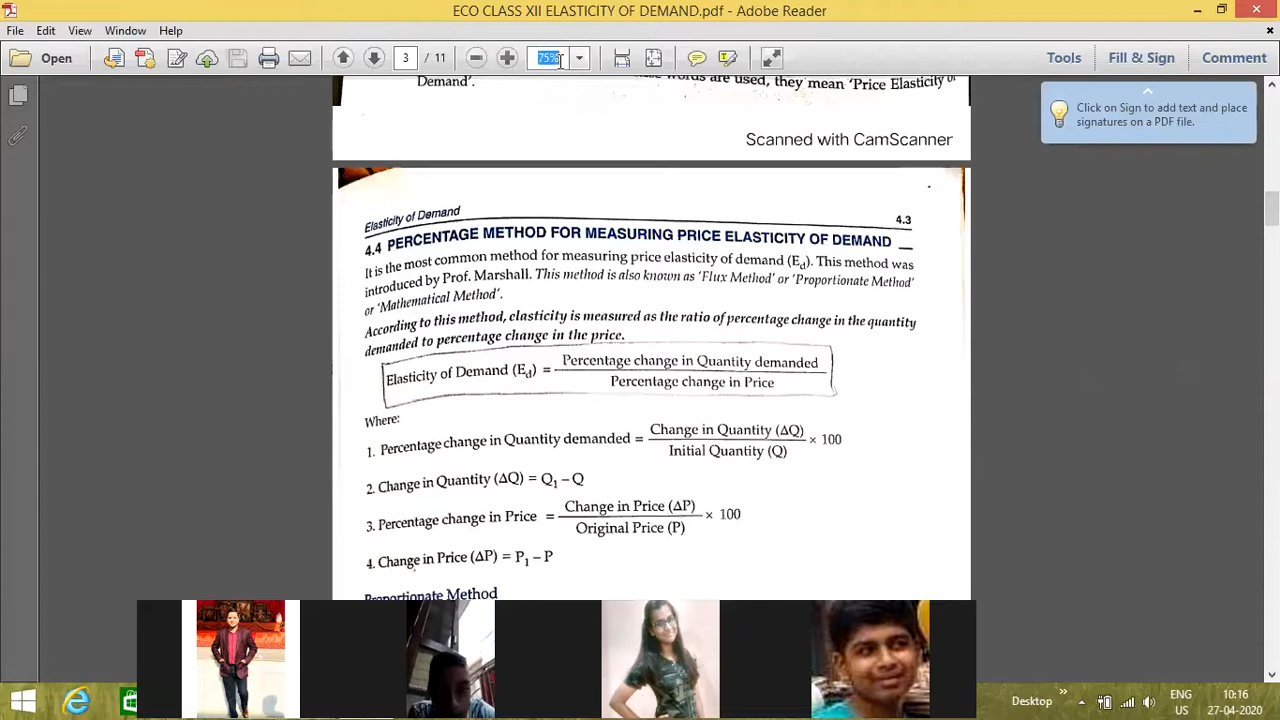 ECO CLASS XII ELASTICITY OF DEMAND.pdf - Adobe Reader
File Edit View Window Help
Open 3 / 11 75% Tools Fill & Sign Comment
words are used, they mean 'Price Elasticity of
Demand'.
Click on Sign to add text and place
signatures on a PDF file.
Scanned with CamScanner
Elasticity of Demand 4.3
4.4 PERCENTAGE METHOD FOR MEASURING PRICE ELASTICITY OF DEMAND
It is the most common method for measuring price elasticity of demand (Ed). This method was
introduced by Prof. Marshall. This method is also known as 'Flux Method' or 'Proportionate Method'
or 'Mathematical Method'.
According to this method, elasticity is measured as the ratio of percentage change in the quantity
demanded to percentage change in the price.
Elasticity of Demand (Ed) = Percentage change in Quantity demanded
Percentage change in Price
Where:
1. Percentage change in Quantity demanded = Change in Quantity (ΔQ) × 100
Initial Quantity (Q)
2. Change in Quantity (ΔQ) = Q1 – Q
3. Percentage change in Price = Change in Price (ΔP) × 100
Original Price (P)
4. Change in Price (ΔP) = P1 – P
Proportionate Method
Desktop ENG 10:16
US 27-04-2020